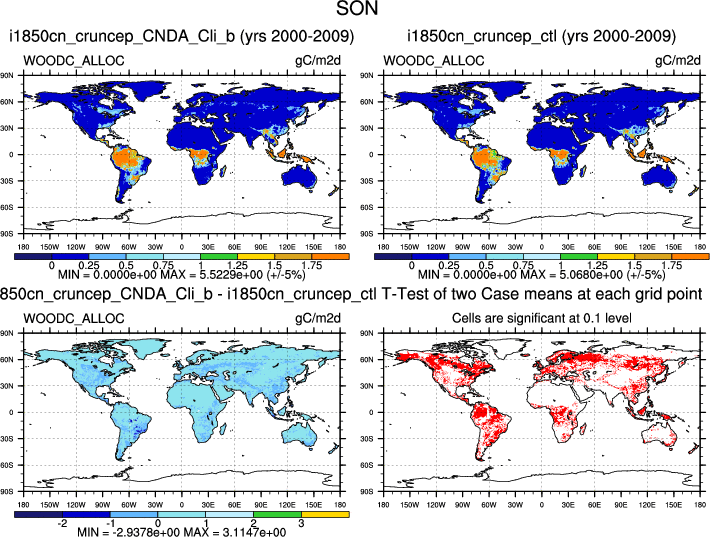 SON
i1850cn_cruncep_CNDA_Cli_b (yrs 2000-2009)
WOODC_ALLOC gC/m2d
90N
60N
30N
0
30S
60S
90S
180 150W 120W 90W 60W 30W 0 30E 60E 90E 120E 150E 180
0 0.25 0.5 0.75 1 1.25 1.5 1.75
MIN = 0.0000e+00 MAX = 5.5229e+00 (+/-5%)
i1850cn_cruncep_ctl (yrs 2000-2009)
WOODC_ALLOC gC/m2d
90N
60N
30N
0
30S
60S
90S
180 150W 120W 90W 60W 30W 0 30E 60E 90E 120E 150E 180
0 0.25 0.5 0.75 1 1.25 1.5 1.75
MIN = 0.0000e+00 MAX = 5.0680e+00 (+/-5%)
850cn_cruncep_CNDA_Cli_b - i1850cn_cruncep_ctl
WOODC_ALLOC gC/m2d
90N
60N
30N
0
30S
60S
90S
180 150W 120W 90W 60W 30W 0 30E 60E 90E 120E 150E 180
-2 -1 0 1 2 3
MIN = -2.9378e+00 MAX = 3.1147e+00
T-Test of two Case means at each grid point
Cells are significant at 0.1 level
90N
60N
30N
0
30S
60S
90S
180 150W 120W 90W 60W 30W 0 30E 60E 90E 120E 150E 180